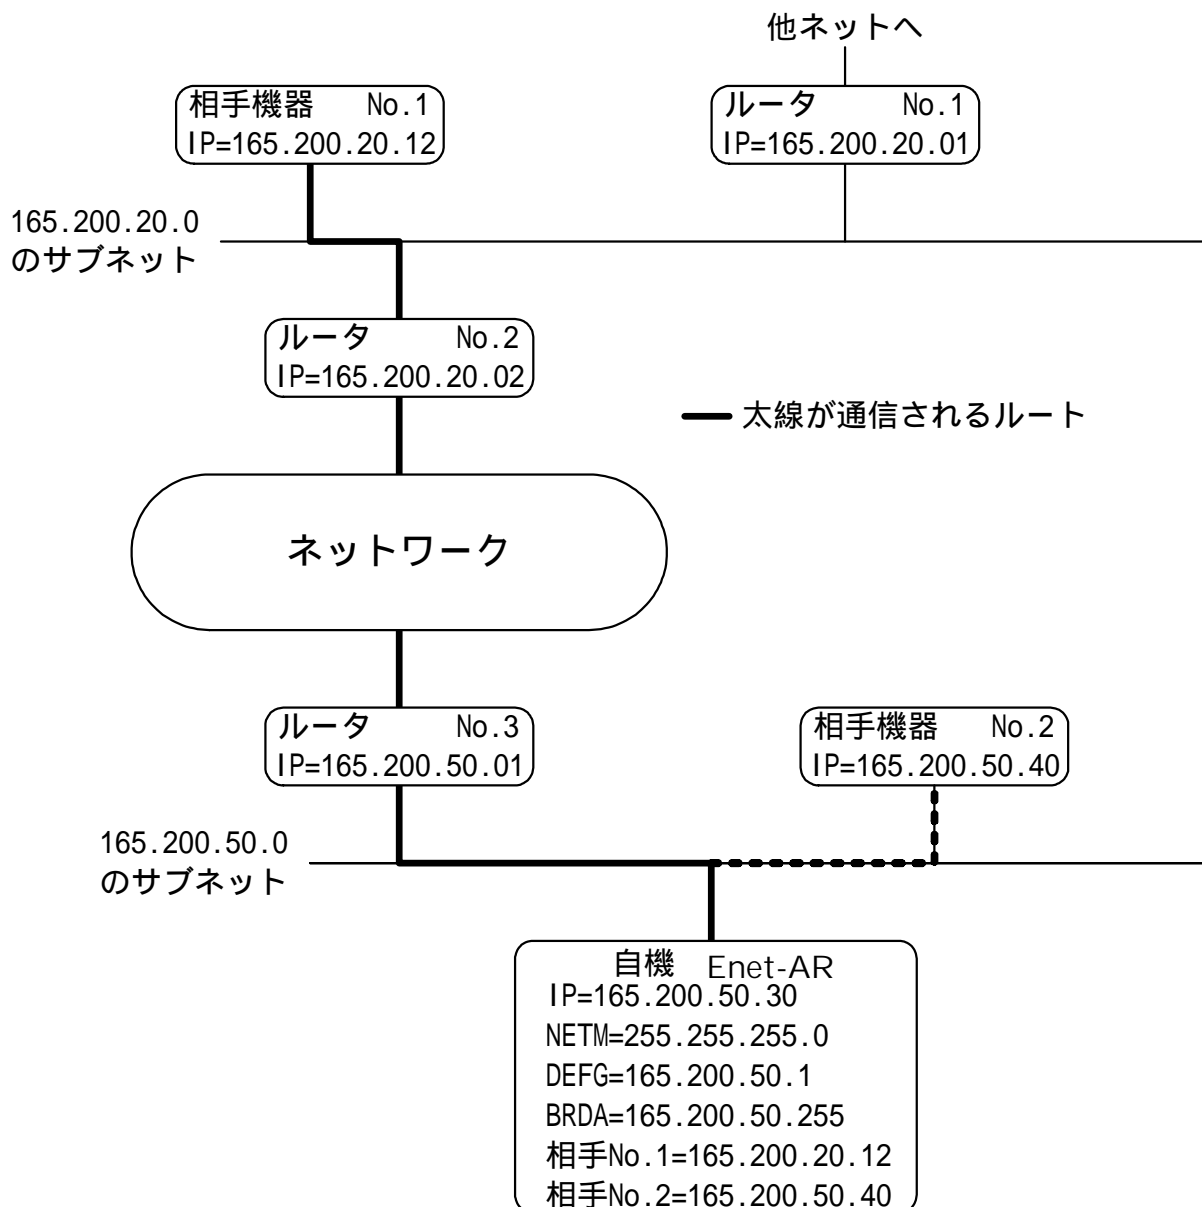 他ネットへ
相手機器 No.1
IP=165.200.20.12
ルータ No.1
IP=165.200.20.01
165.200.20.0
のサブネット
ルータ No.2
IP=165.200.20.02
太線が通信されるルート
ネットワーク
ルータ No.3
IP=165.200.50.01
相手機器 No.2
IP=165.200.50.40
165.200.50.0
のサブネット
自機 Enet-AR
IP=165.200.50.30
NETM=255.255.255.0
DEFG=165.200.50.1
BRDA=165.200.50.255
相手No.1=165.200.20.12
相手No.2=165.200.50.40